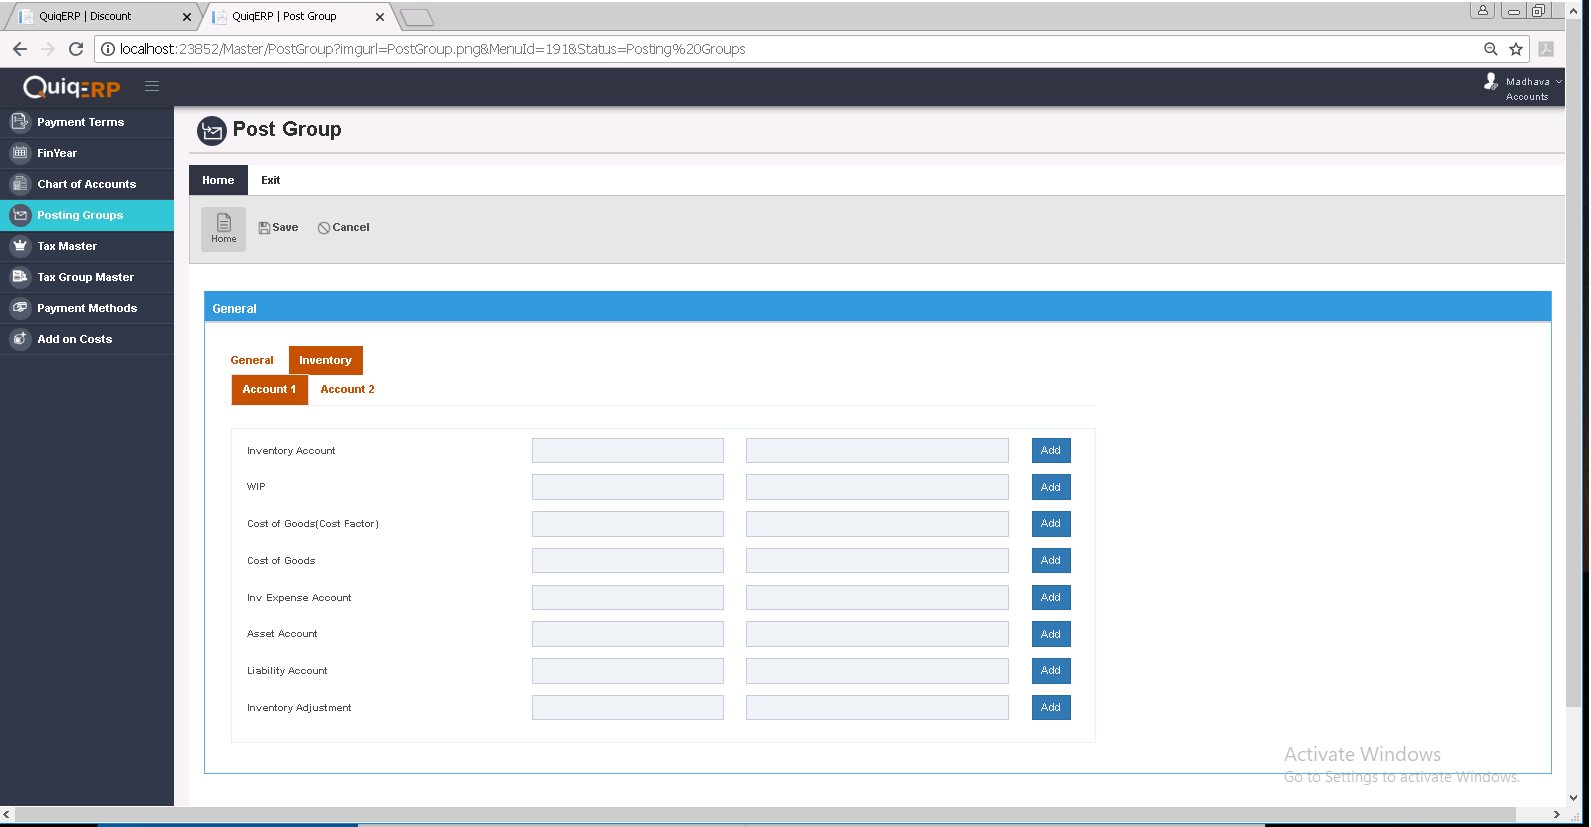 QuiqERP | Discount
QuiqERP | Post Group
localhost:23852/Master/PostGroup?imgurl=PostGroup.png&MenuId=191&Status=Posting%20Groups
QuiqERP
Madhava
Accounts
Payment Terms
FinYear
Chart of Accounts
Posting Groups
Tax Master
Tax Group Master
Payment Methods
Add on Costs
Post Group
Home Exit
Home
Save Cancel
General
General Inventory
Account 1 Account 2
Inventory Account Add
WIP Add
Cost of Goods(Cost Factor) Add
Cost of Goods Add
Inv Expense Account Add
Asset Account Add
Liability Account Add
Inventory Adjustment Add
Activate Windows
Go to Settings to activate Windows.